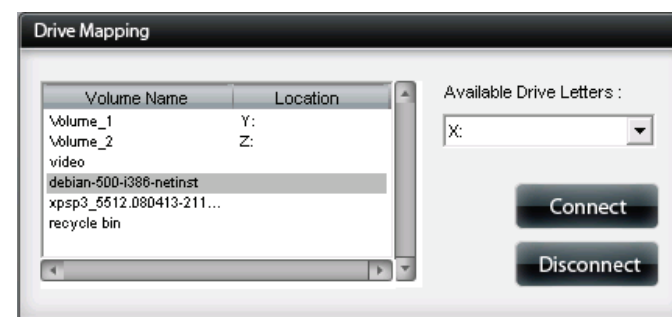 Drive Mapping
Volume Name Location
Volume_1 Y:
Volume_2 Z:
video
debian-500-i386-netinst
xpsp3_5512.080413-211...
recycle bin
Available Drive Letters :
X:
Connect
Disconnect